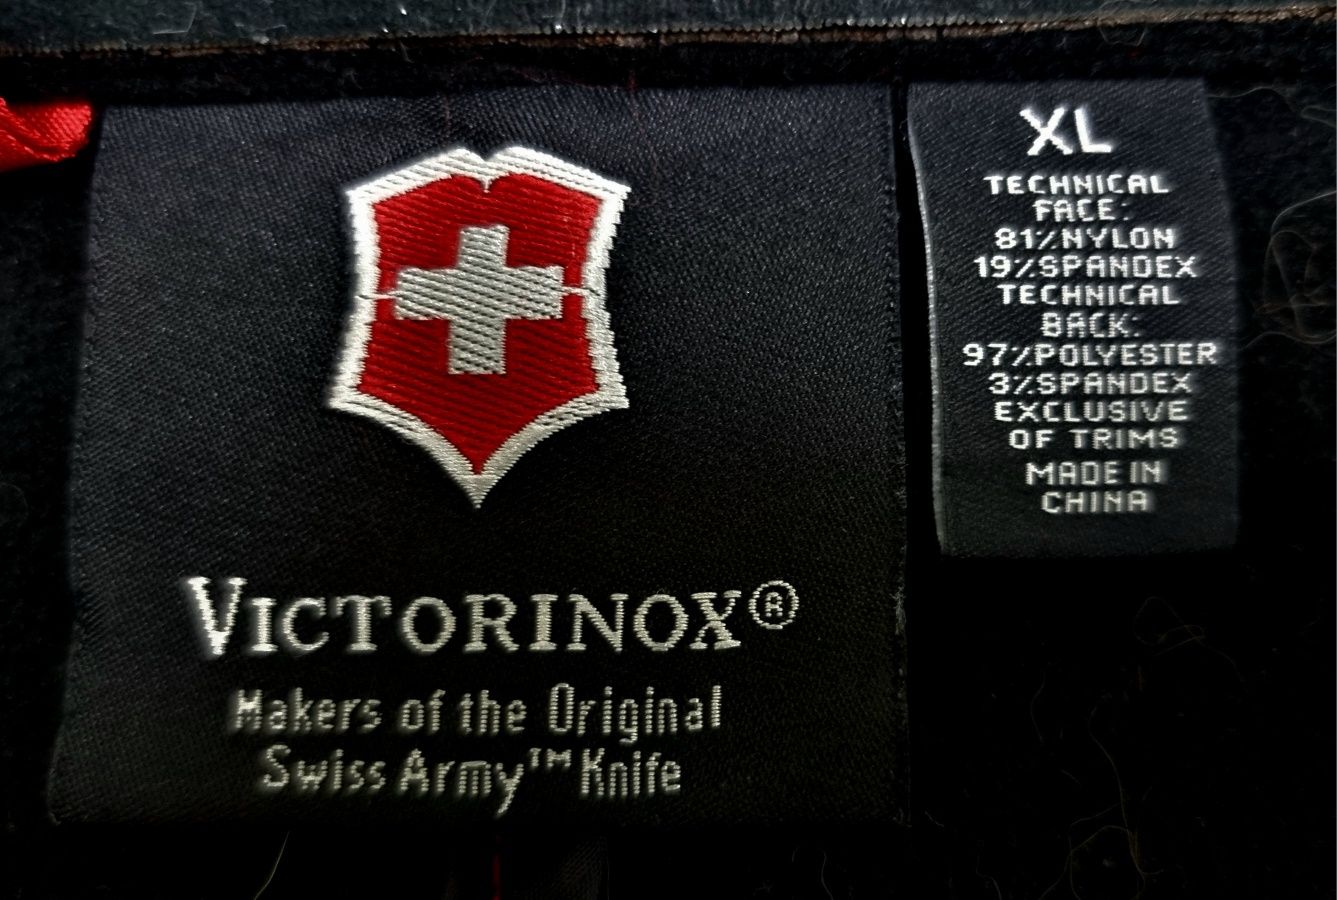 VICTORINOX®
Makers of the Original
Swiss Army™ Knife
XL
TECHNICAL
FACE:
81%NYLON
19%SPANDEX
TECHNICAL
BACK:
97%POLYESTER
3%SPANDEX
EXCLUSIVE
OF TRIMS
MADE IN
CHINA